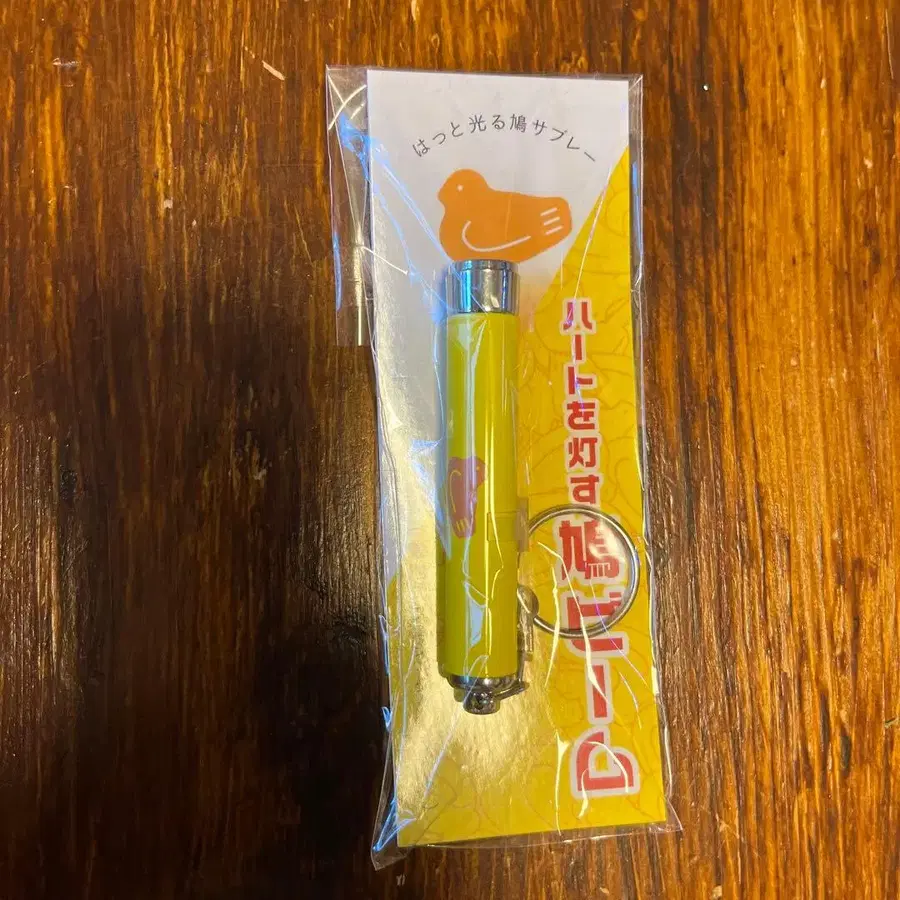 はっと光る鳩サブレー
ハートを灯す
鳩ビーム